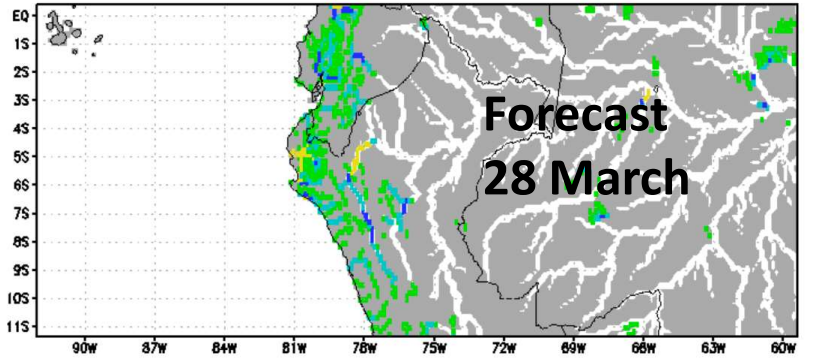 EQ
1S
2S
3S
4S
5S
6S
7S
8S
9S
10S
11S
Forecast
28 March
90W 87W 84W 81W 78W 75W 72W 69W 66W 63W 60W